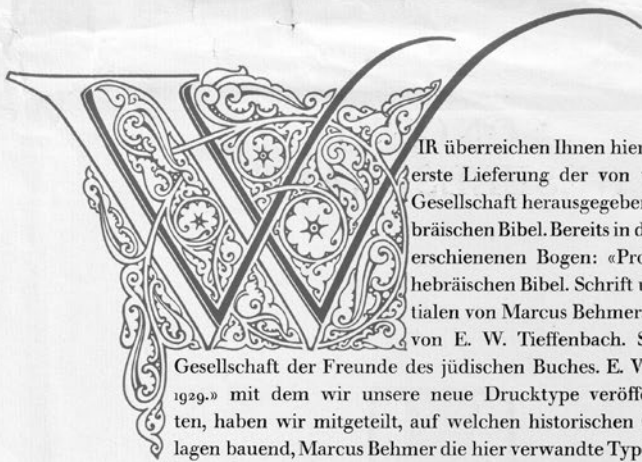 WIR überreichen Ihnen hier
erste Lieferung der von
Gesellschaft herausgegeben
bräischen Bibel. Bereits in d
erschienenen Bogen: «Pro
hebräischen Bibel. Schrift u
tialen von Marcus Behmer
von E. W. Tieffenbach. S
Gesellschaft der Freunde des jüdischen Buches. E. V
1929.» mit dem wir unsere neue Drucktype veröffe
ten, haben wir mitgeteilt, auf welchen historischen
lagen bauend, Marcus Behmer die hier verwandte Typ